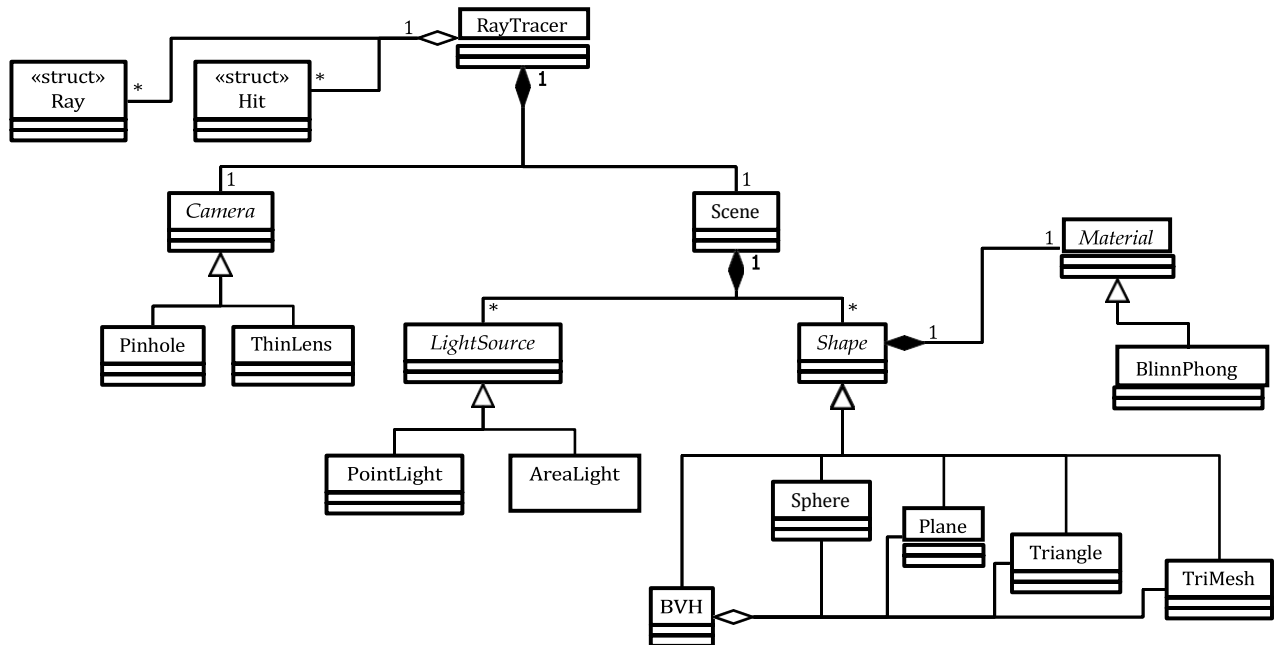 RayTracer
1
1
«struct»
Ray
*
«struct»
Hit
*
1
1
Camera
Scene
1
1
Material
Pinhole
ThinLens
*
*
LightSource
Shape
1
BlinnPhong
PointLight
AreaLight
Sphere
Plane
Triangle
TriMesh
BVH